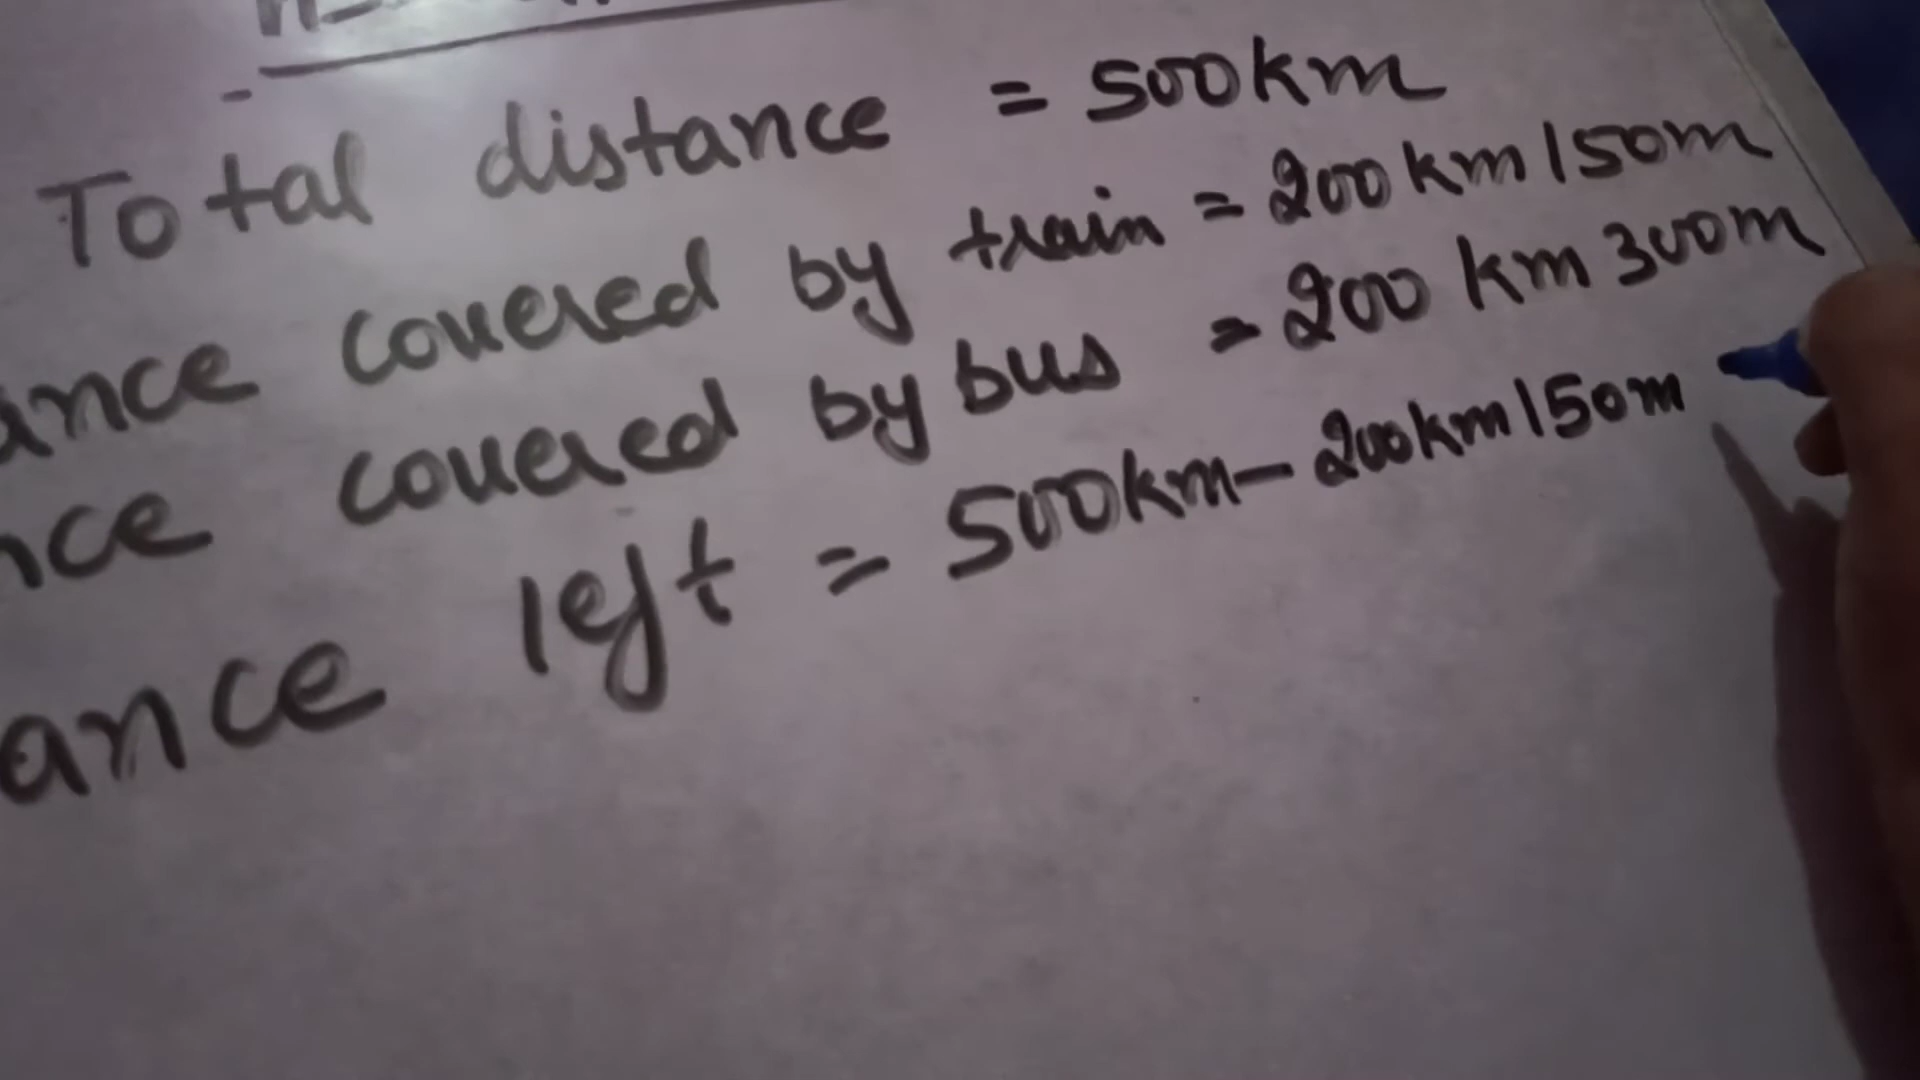 Total distance = 500km
ance covered by train = 200 km 150m
nce covered by bus = 200 km 300m
ance left = 500km - 200km 150m